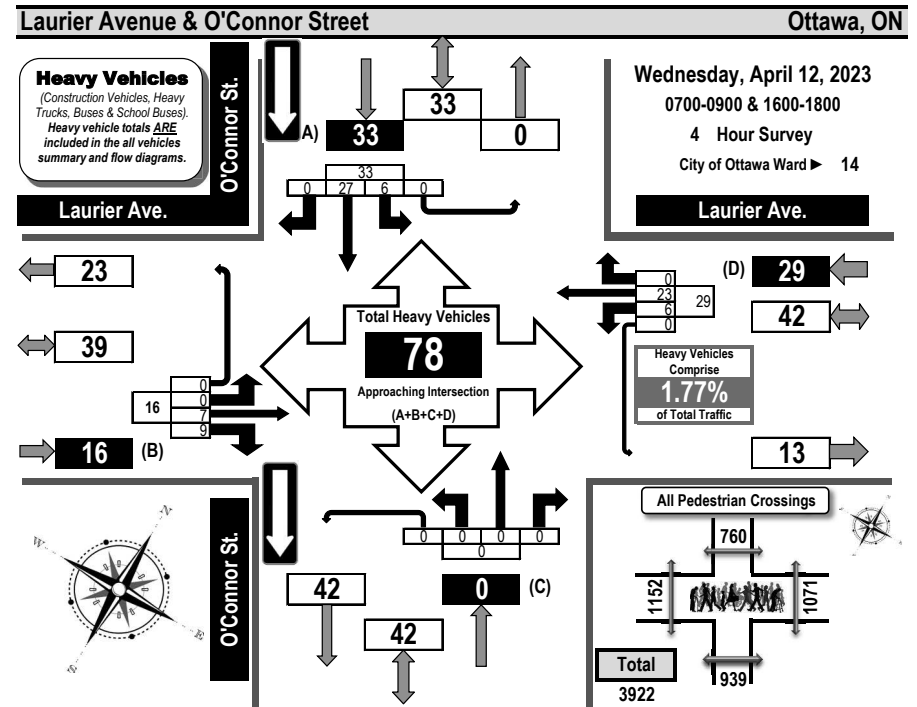 Laurier Avenue & O'Connor Street
Ottawa, ON
Heavy Vehicles
(Construction Vehicles, Heavy
Trucks, Buses & School Buses).
Heavy vehicle totals ARE
included in the all vehicles
summary and flow diagrams.
O'Connor St.
Laurier Ave.
A)
33
33
0
33
0 27 6 0
Wednesday, April 12, 2023
0700-0900 & 1600-1800
4 Hour Survey
City of Ottawa Ward ► 14
Laurier Ave.
23
39
16
(B)
16
0
0
7
9
Total Heavy Vehicles
78
Approaching Intersection
(A+B+C+D)
0
23
6
0
29
(D)
29
42
13
Heavy Vehicles
Comprise
1.77%
of Total Traffic
N
W
E
S
O'Connor St.
0 0 0 0
0
42
42
0
(C)
All Pedestrian Crossings
760
1152
1071
939
Total
3922